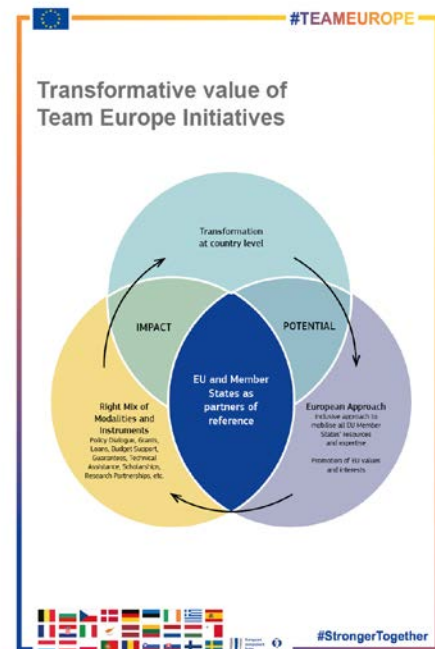 #TEAMEUROPE
Transformative value of
Team Europe Initiatives
Transformation
at country level
IMPACT
POTENTIAL
EU and Member
States as
partners of
reference
Right Mix of
Modalities and
Instruments
Policy Dialogue, Grants,
Loans, Budget Support,
Guarantees, Technical
Assistance, Scholarships,
Research Partnerships, etc.
European Approach
Inclusive approach to
mobilise all EU Member
States' resources
and expertise
Promotion of EU values
and interests
European
Investment
Bank
#StrongerTogether